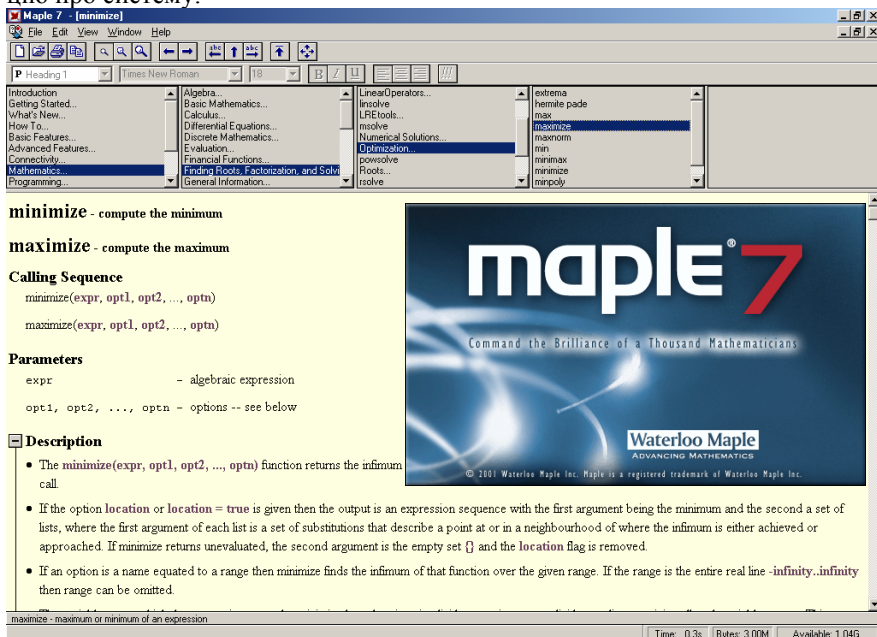 цію про систему.
Maple 7 - [minimize]
File Edit View Window Help
P Heading 1 Times New Roman 18 B I U
Introduction
Getting Started...
What's New...
How To...
Basic Features...
Advanced Features...
Connectivity...
Mathematics...
Programming...
Algebra...
Basic Mathematics...
Calculus...
Differential Equations...
Discrete Mathematics...
Evaluation...
Financial Functions...
Finding Roots, Factorization, and Solvi
General Information...
LinearOperators...
linsolve
LREtools...
msolve
Numerical Solutions...
Optimization...
powsolve
Roots...
rsolve
extrema
hermite pade
max
maximize
maxnorm
min
minimax
minimize
minpoly
minimize - compute the minimum
maximize - compute the maximum
Calling Sequence
minimize(expr, opt1, opt2, ..., optn)
maximize(expr, opt1, opt2, ..., optn)
Parameters
expr – algebraic expression
opt1, opt2, ..., optn – options -- see below
maple® 7
Command the Brilliance of a Thousand Mathematicians
Waterloo Maple
ADVANCING MATHEMATICS
© 2001 Waterloo Maple Inc. Maple is a registered trademark of Waterloo Maple Inc.
Description
• The minimize(expr, opt1, opt2, ..., optn) function returns the infimum
call.
• If the option location or location = true is given then the output is an expression sequence with the first argument being the minimum and the second a set of
lists, where the first argument of each list is a set of substitutions that describe a point at or in a neighbourhood of where the infimum is either achieved or
approached. If minimize returns unevaluated, the second argument is the empty set {} and the location flag is removed.
• If an option is a name equated to a range then minimize finds the infimum of that function over the given range. If the range is the entire real line -infinity..infinity
then range can be omitted.
maximize - maximum or minimum of an expression
Time: 0.3s Bytes: 3.00M Available: 1.04G